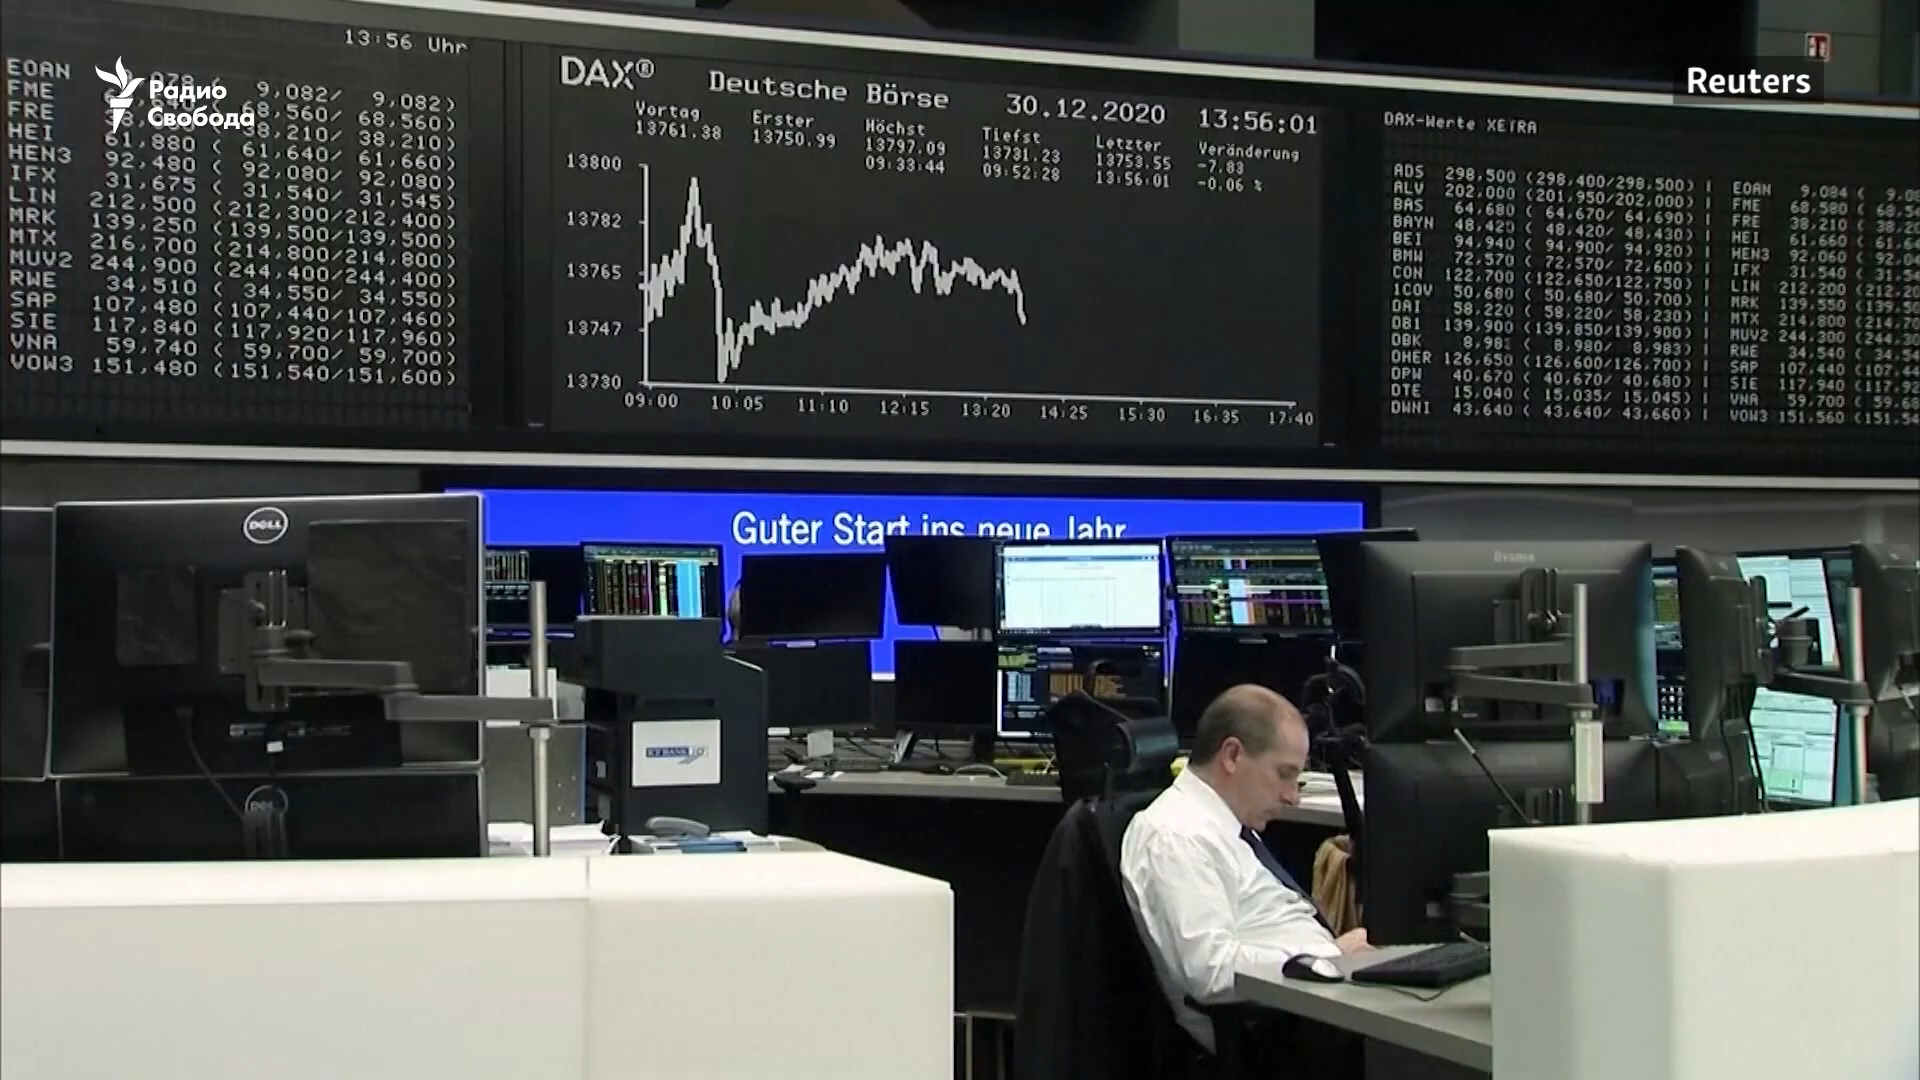 13:56 Uhr
EOAN 9,082/ 9,082)
FME 68,560/ 68,560)
FRE 38,210/ 38,210)
HEI 61,880 ( 61,640/ 61,660)
HEN3 92,480 ( 92,080/ 92,080)
IFX 31,675 ( 31,540/ 31,545)
LIN 212,500 (212,300/212,400)
MRK 139,250 (139,500/139,500)
MTX 216,700 (214,800/214,800)
MUV2 244,900 (244,400/244,400)
RWE 34,510 ( 34,550/ 34,550)
SAP 107,480 (107,440/107,460)
SIE 117,840 (117,920/117,960)
VNA 59,740 ( 59,700/ 59,700)
VOW3 151,480 (151,540/151,600)
Радио
Свобода
DAX® Deutsche Börse 30.12.2020 13:56:01
Vortag Erster Höchst Tiefst Letzter Veränderung
13761.38 13750.99 13797.09 13731.23 13753.55 -7.83
09:33:44 09:52:28 13:56:01 -0.06 %
13800
13782
13765
13747
13730
09:00 10:05 11:10 12:15 13:20 14:25 15:30 16:35 17:40
Reuters
DAX-Werte XETRA
ADS 298,500 (298,400/298,500) | EOAN 9,084 (
ALV 202,000 (201,950/202,000) | FME 68,580 (
BAS 64,680 ( 64,670/ 64,690) | FRE 38,210 (
BAYN 48,420 ( 48,420/ 48,430) | HEI 61,660 (
BEI 94,940 ( 94,900/ 94,920) | HEN3 92,060 (
BMW 72,570 ( 72,570/ 72,600) | IFX 31,540 (
CON 122,700 (122,650/122,750) | LIN 212,200 (
1COV 50,680 ( 50,680/ 50,700) | MRK 139,550 (
DAI 58,220 ( 58,220/ 58,230) | MTX 214,800 (
DB1 139,900 (139,850/139,900) | MUV2 244,300 (
DBK 8,983 ( 8,980/ 8,983) | RWE 34,540 (
DHER 126,650 (126,600/126,700) | SAP 107,440 (
DPW 40,670 ( 40,670/ 40,680) | SIE 117,940 (
DTE 15,040 ( 15,035/ 15,045) | VNA 59,700 (
DWNI 43,640 ( 43,640/ 43,660) | VOW3 151,560 (
Guter Start ins neue Jahr
DELL
DELL
ICF BANK